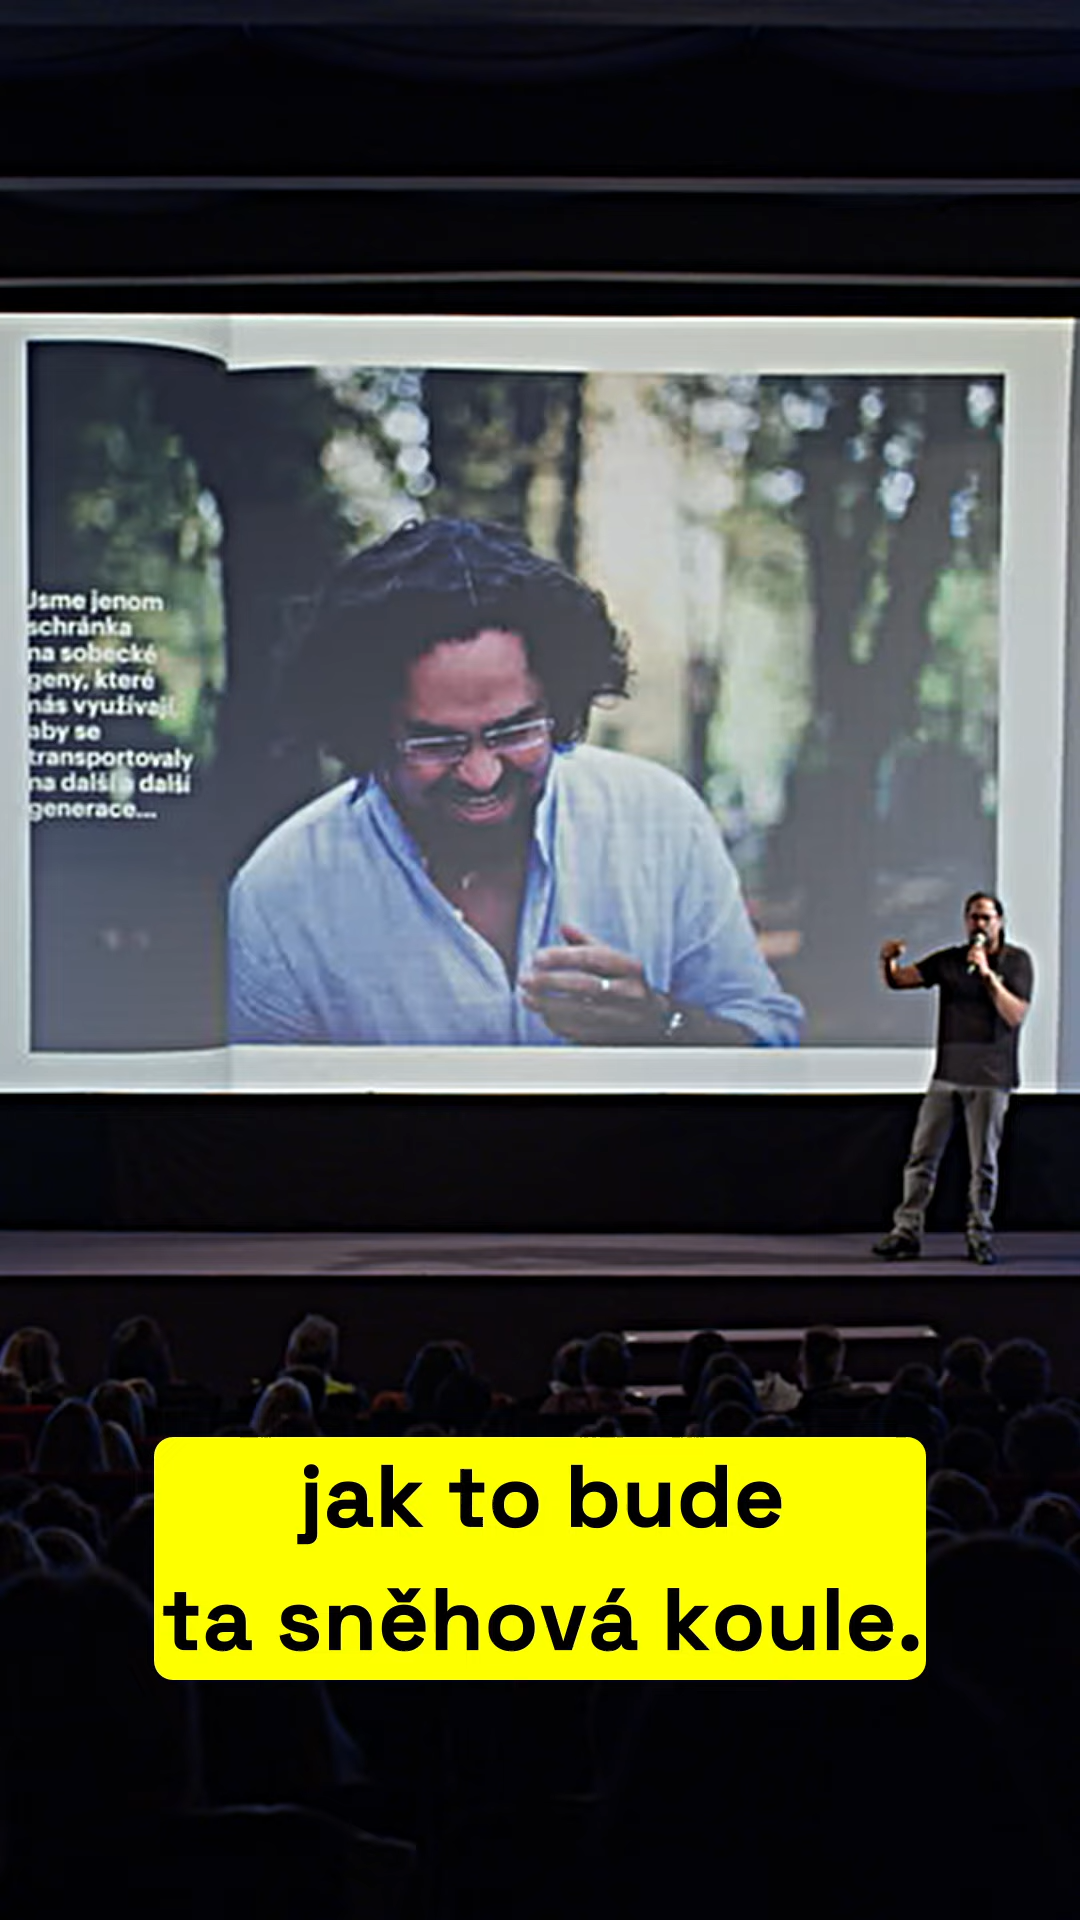 Jsme jenom
schránka
na sobecké
geny, které
nás využívají,
aby se
transportovaly
na další a další
generace...
jak to bude
ta sněhová koule.